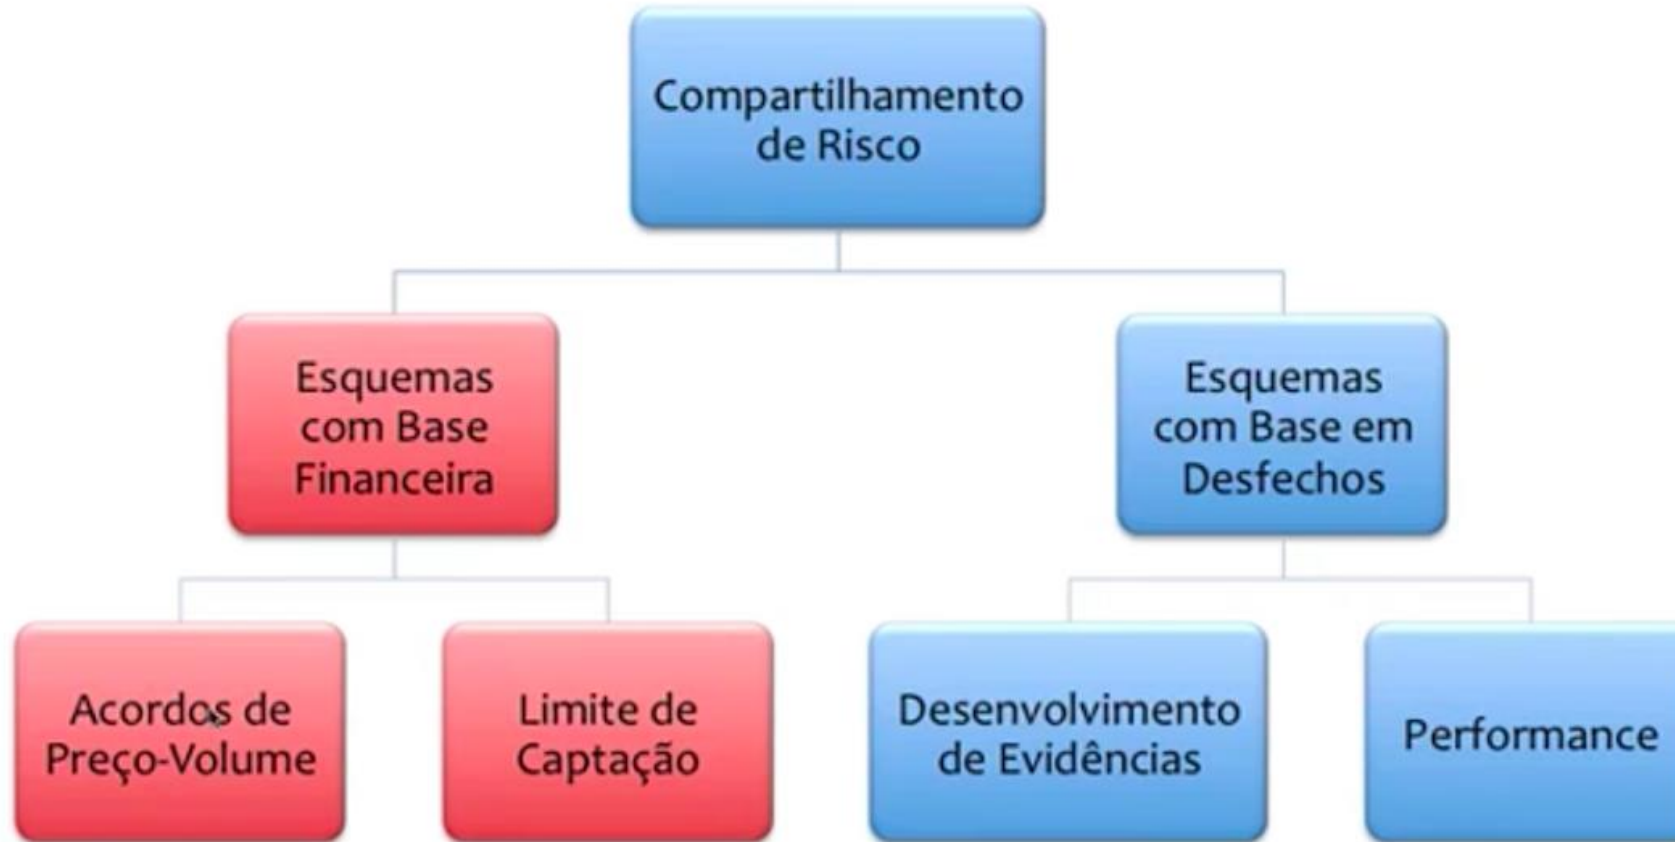 Compartilhamento
de Risco
Esquemas
com Base
Financeira
Esquemas
com Base em
Desfechos
Acordos de
Preço-Volume
Limite de
Captação
Desenvolvimento
de Evidências
Performance